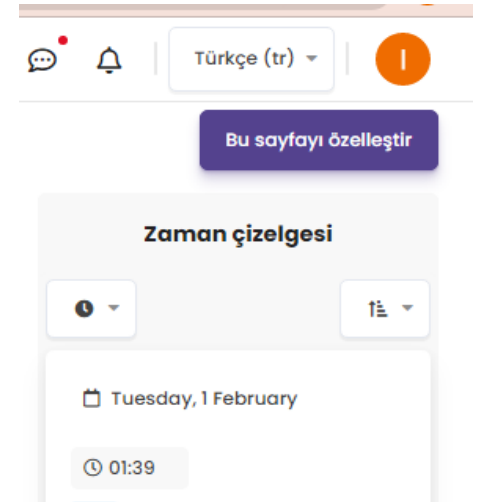 Türkçe (tr)
I
Bu sayfayı özelleştir
Zaman çizelgesi
Tuesday, 1 February
01:39